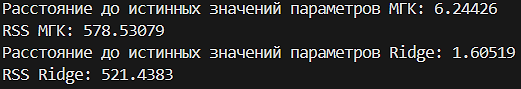 Расстояние до истинных значений параметров МГК: 6.24426
RSS МГК: 578.53079
Расстояние до истинных значений параметров Ridge: 1.60519
RSS Ridge: 521.4383